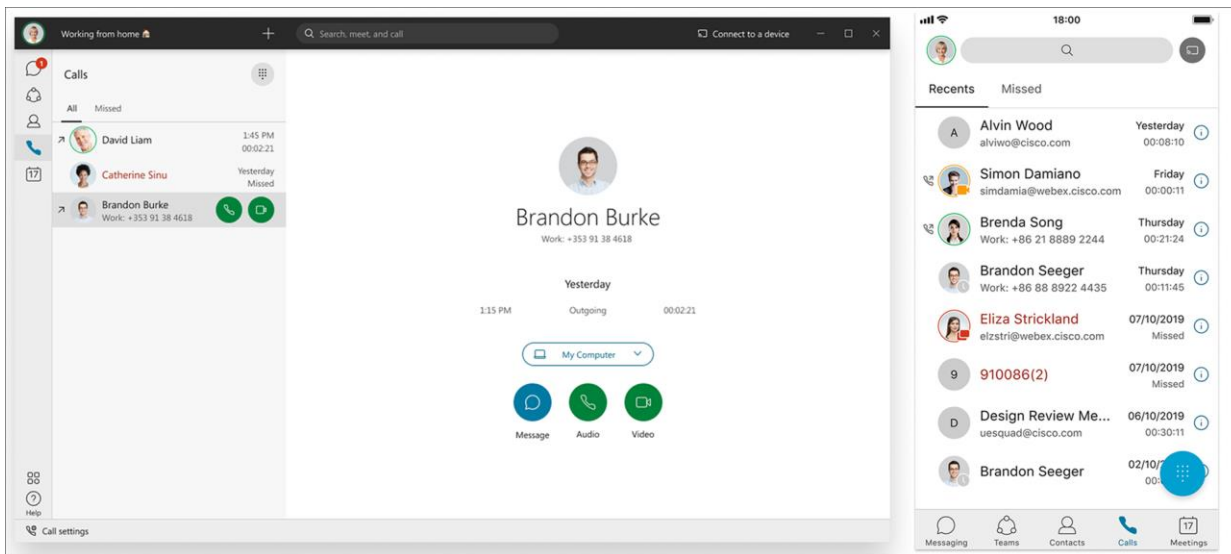 Working from home
Search, meet, and call
Connect to a device
1
Calls
All Missed
David Liam 1:45 PM
00:02:21
Catherine Sinu Yesterday
Missed
Brandon Burke
Work: +353 91 38 4618
17
Help
Call settings
Brandon Burke
Work: +353 91 38 4618
Yesterday
1:15 PM Outgoing 00:02:21
My Computer
Message Audio Video
18:00
Recents Missed
A Alvin Wood Yesterday
alviwo@cisco.com 00:08:10
Simon Damiano Friday
simdamia@webex.cisco.com 00:00:11
Brenda Song Thursday
Work: +86 21 8889 2244 00:21:24
Brandon Seeger Thursday
Work: +86 88 8922 4435 00:11:45
Eliza Strickland 07/10/2019
elzstri@webex.cisco.com Missed
9 910086(2) 07/10/2019
Missed
D Design Review Me... 06/10/2019
uesquad@cisco.com 00:30:11
Brandon Seeger 02/10/
00:
17
Messaging Teams Contacts Calls Meetings